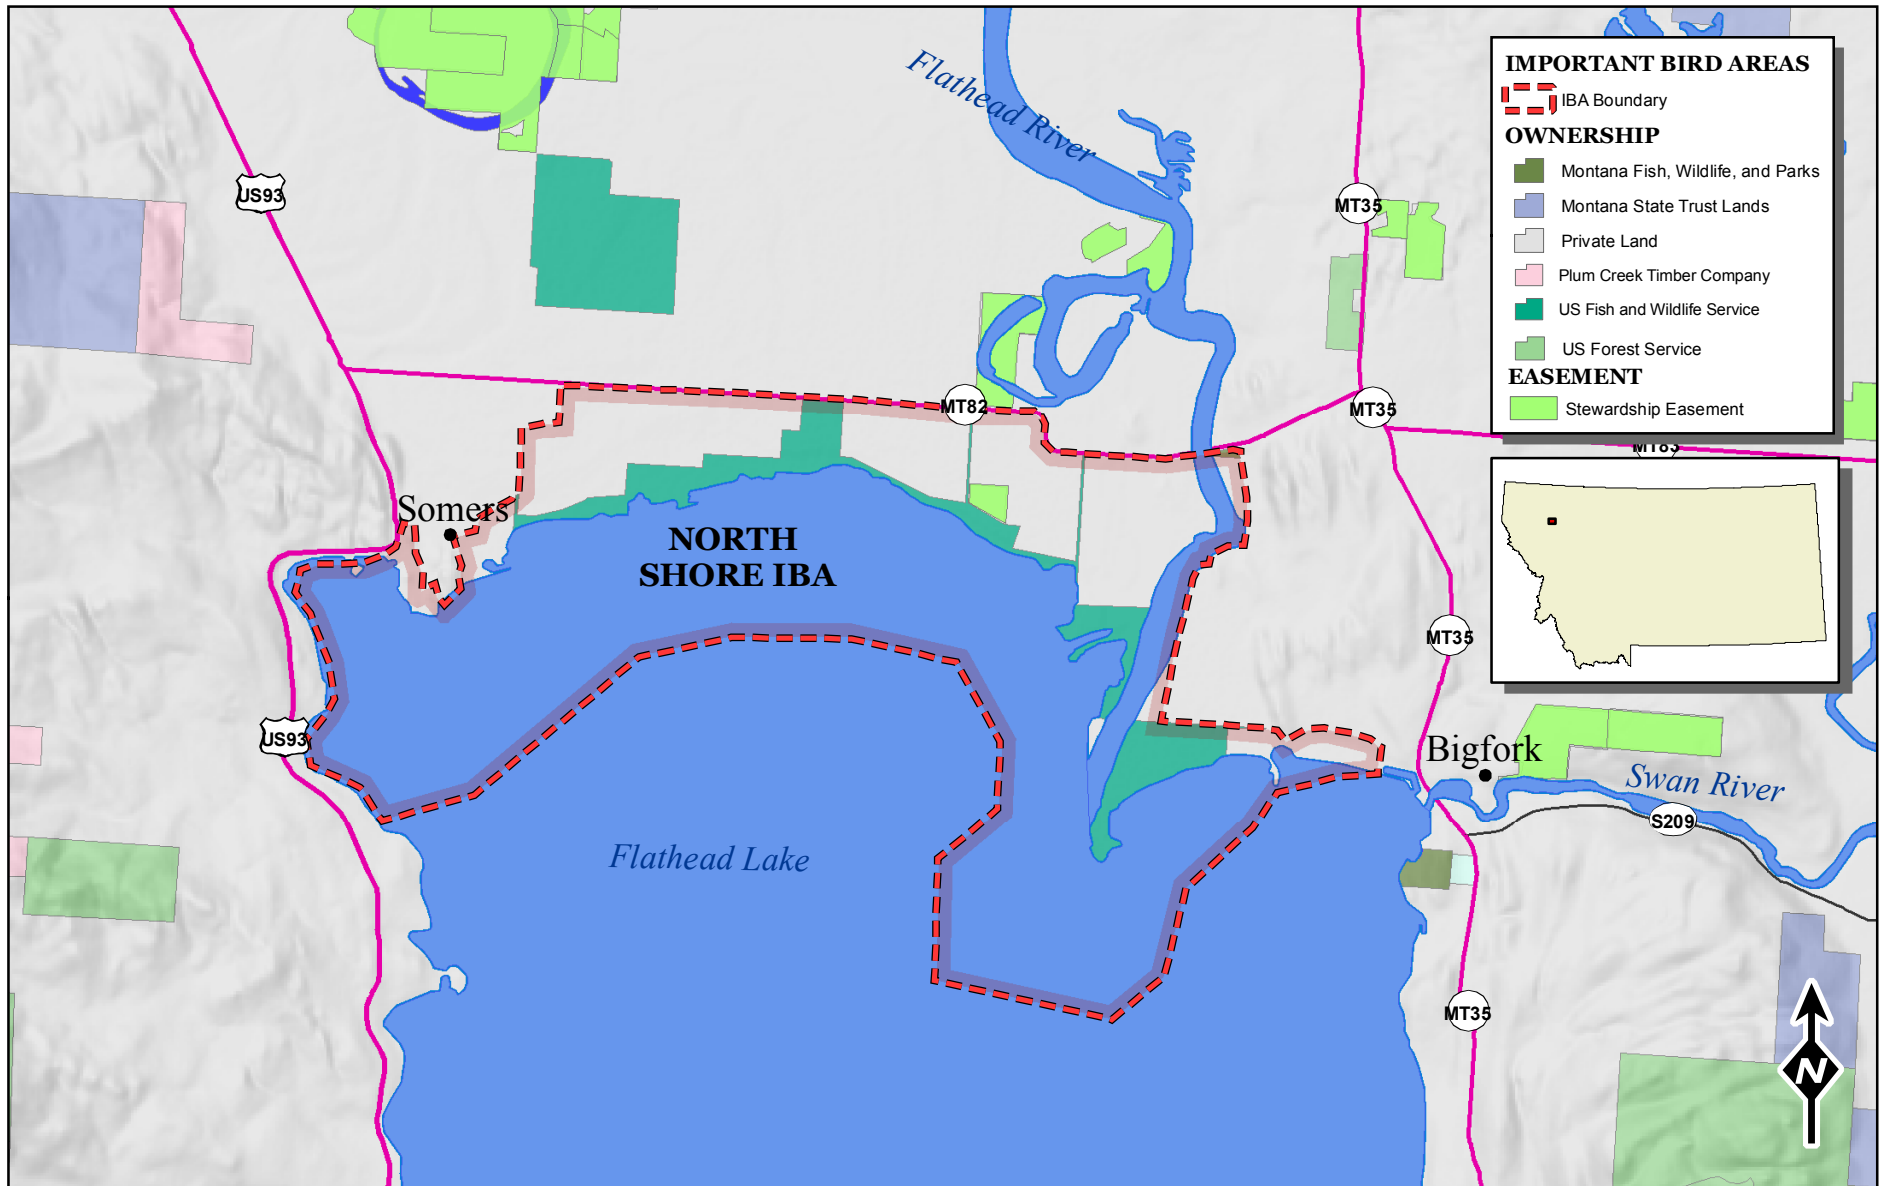 Flathead River
US93
MT35
IMPORTANT BIRD AREAS
IBA Boundary
OWNERSHIP
Montana Fish, Wildlife, and Parks
Montana State Trust Lands
Private Land
Plum Creek Timber Company
US Fish and Wildlife Service
US Forest Service
EASEMENT
Stewardship Easement
MT82
MT35
MT83
Somers
NORTH
SHORE IBA
MT35
US93
Bigfork
Swan River
S209
Flathead Lake
MT35
N